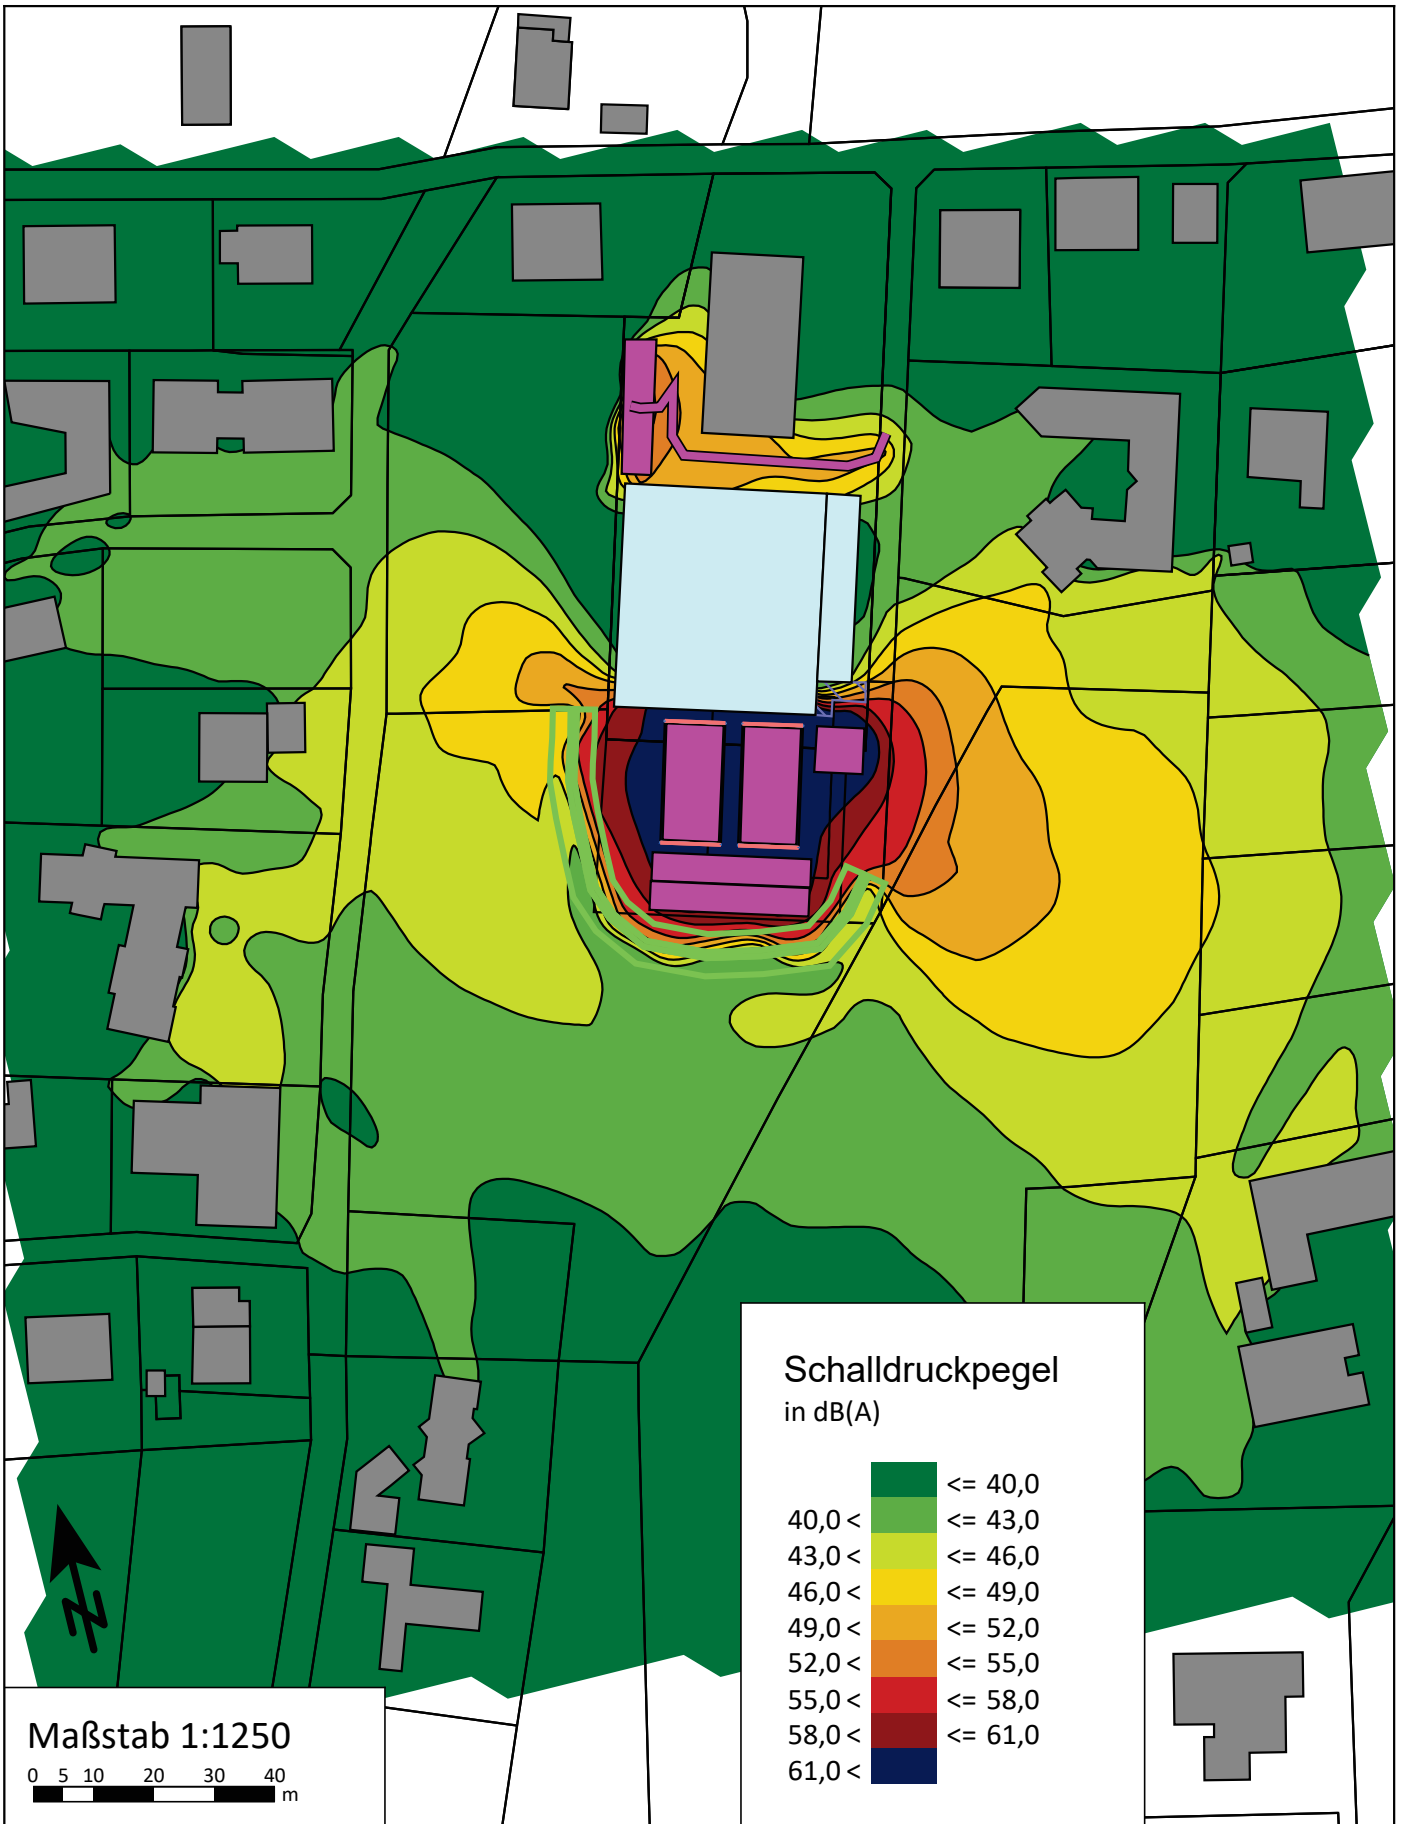 Schalldruckpegel
in dB(A)
<= 40,0
40,0 < <= 43,0
43,0 < <= 46,0
46,0 < <= 49,0
49,0 < <= 52,0
52,0 < <= 55,0
55,0 < <= 58,0
58,0 < <= 61,0
61,0 <
Maßstab 1:1250
0 5 10 20 30 40
m